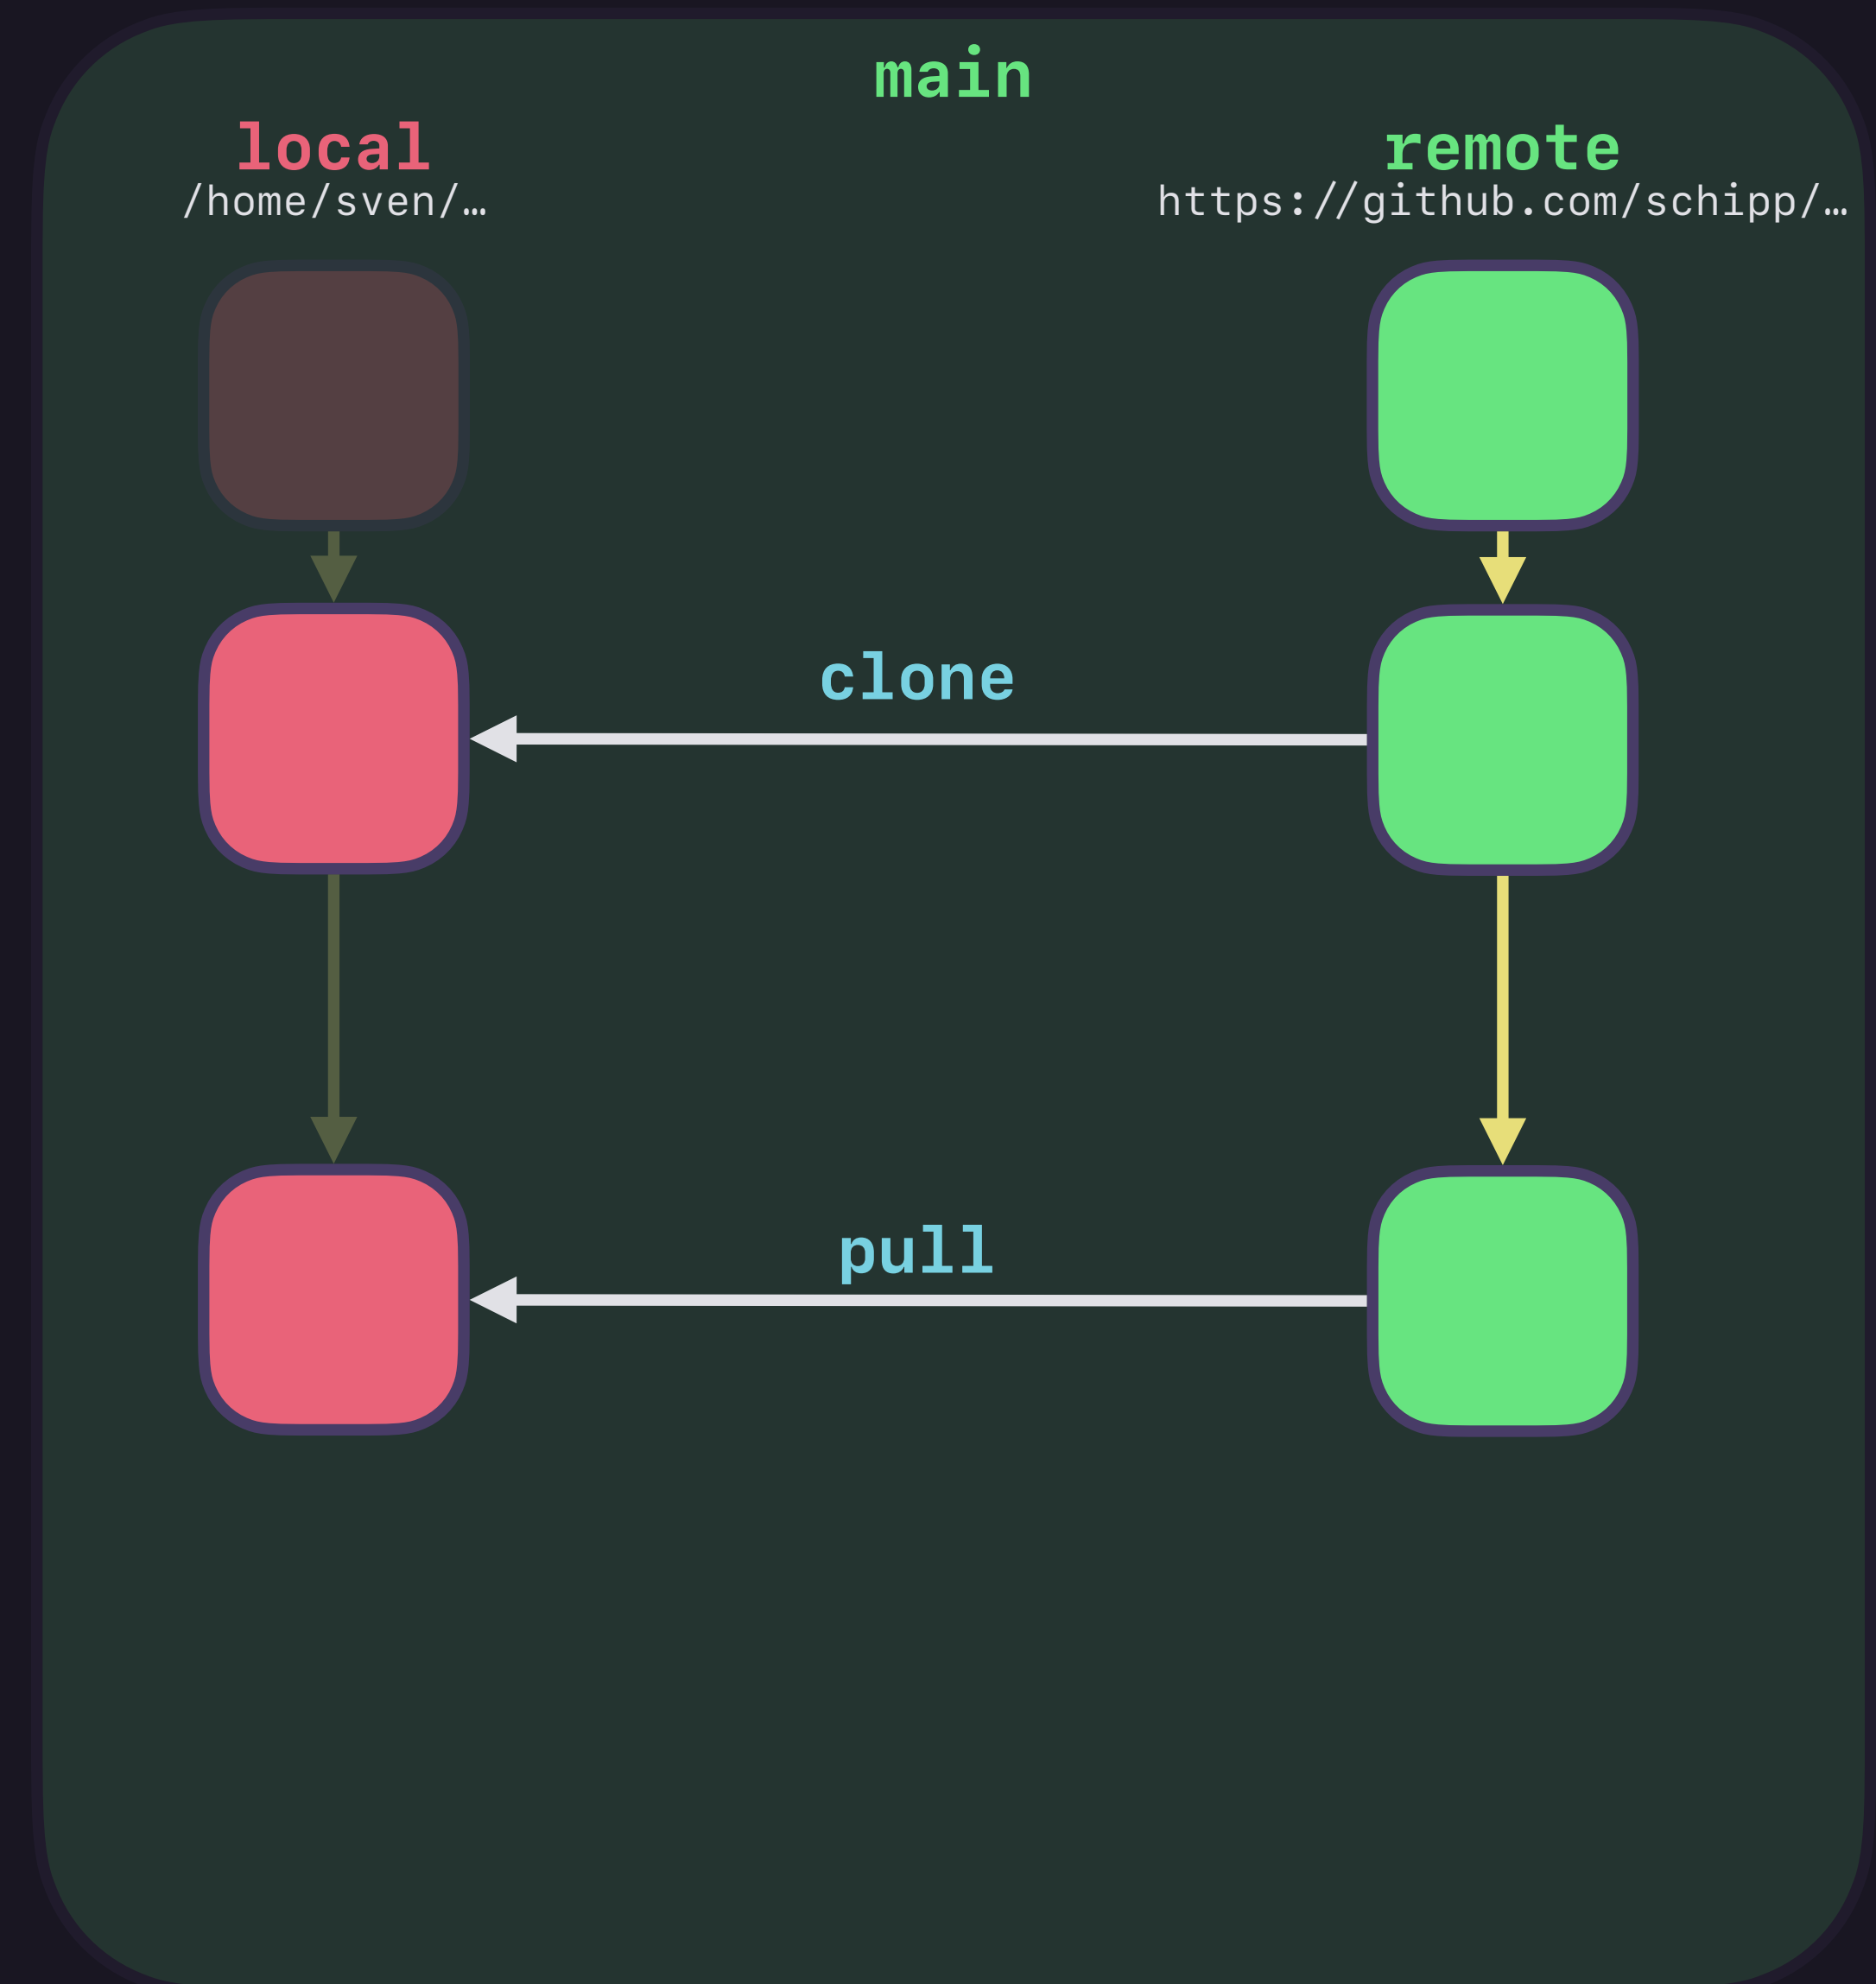 main
local
remote
/home/sven/…
https://github.com/schipp/…
clone
pull